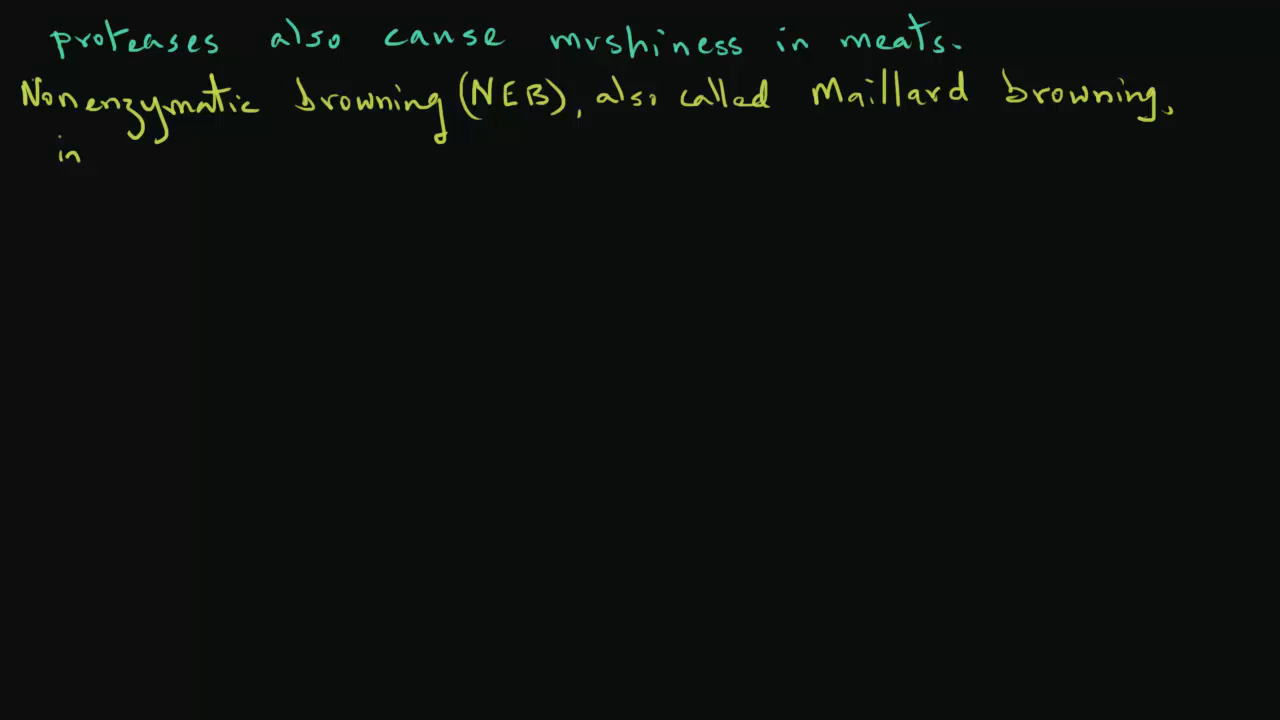 proteases also cause mushiness in meats.
Nonenzymatic browning (NEB), also called Maillard browning,
in